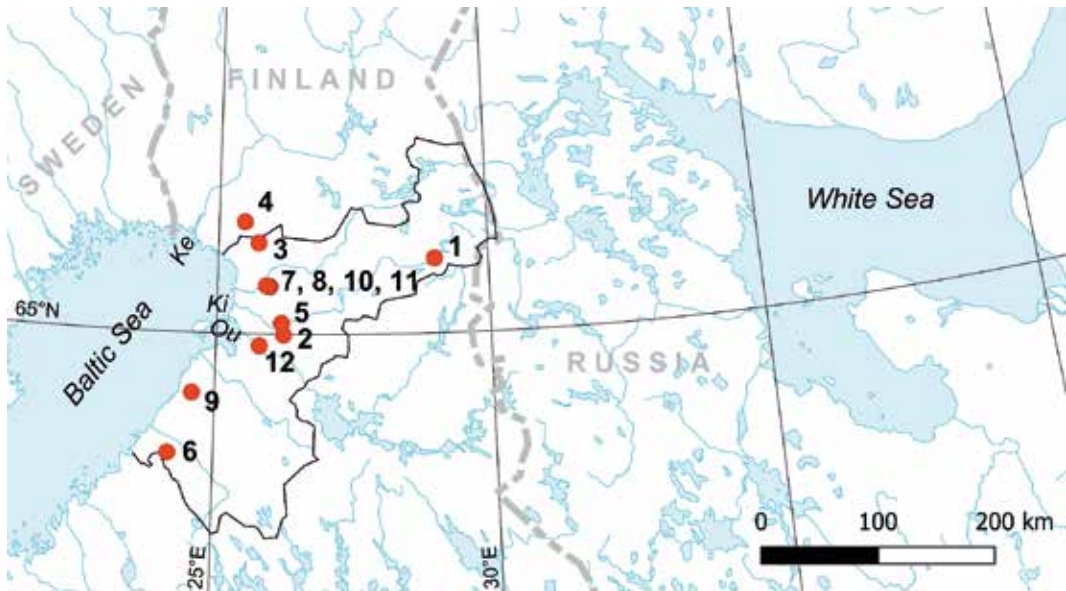 FINLAND
SWEDEN
White Sea
4
Ke
3
1
7, 8, 10, 11
Ki
65°N
5
Ou
2
Baltic Sea
12
RUSSIA
9
6
0 100 200 km
25°E
30°E